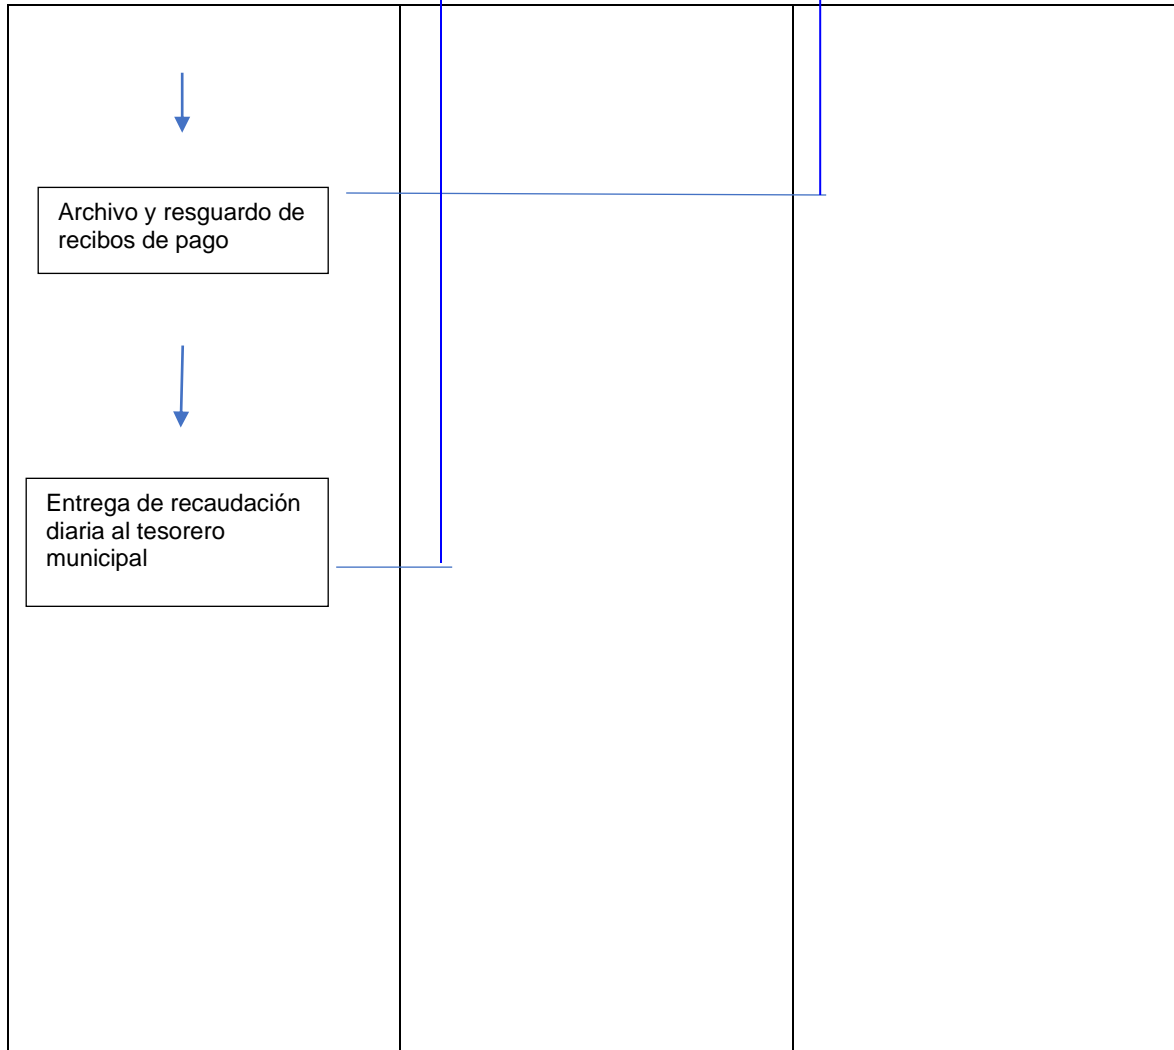 Archivo y resguardo de
recibos de pago
Entrega de recaudación
diaria al tesorero
municipal